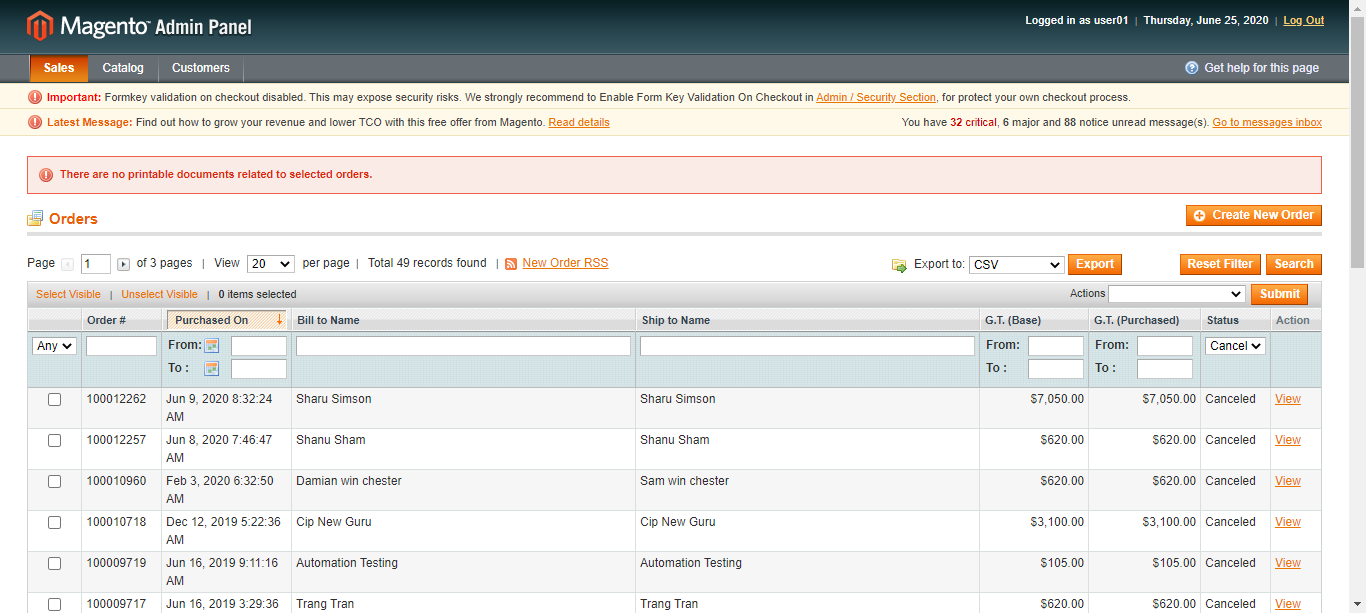 Magento™ Admin Panel
Logged in as user01 | Thursday, June 25, 2020 | Log Out
Sales Catalog Customers Get help for this page
Important: Formkey validation on checkout disabled. This may expose security risks. We strongly recommend to Enable Form Key Validation On Checkout in Admin / Security Section, for protect your own checkout process.
Latest Message: Find out how to grow your revenue and lower TCO with this free offer from Magento. Read details You have 32 critical, 6 major and 88 notice unread message(s). Go to messages inbox
There are no printable documents related to selected orders.
Orders Create New Order
Page 1 of 3 pages | View 20 per page | Total 49 records found | New Order RSS Export to: CSV Export Reset Filter Search
Select Visible | Unselect Visible | 0 items selected Actions Submit
Order # Purchased On Bill to Name Ship to Name G.T. (Base) G.T. (Purchased) Status Action
Any From: From: From: Cancel
To : To : To :
100012262 Jun 9, 2020 8:32:24 Sharu Simson Sharu Simson $7,050.00 $7,050.00 Canceled View
AM
100012257 Jun 8, 2020 7:46:47 Shanu Sham Shanu Sham $620.00 $620.00 Canceled View
AM
100010960 Feb 3, 2020 6:32:50 Damian win chester Sam win chester $620.00 $620.00 Canceled View
AM
100010718 Dec 12, 2019 5:22:36 Cip New Guru Cip New Guru $3,100.00 $3,100.00 Canceled View
AM
100009719 Jun 16, 2019 9:11:16 Automation Testing Automation Testing $105.00 $105.00 Canceled View
AM
100009717 Jun 16, 2019 3:29:36 Trang Tran Trang Tran $620.00 $620.00 Canceled View